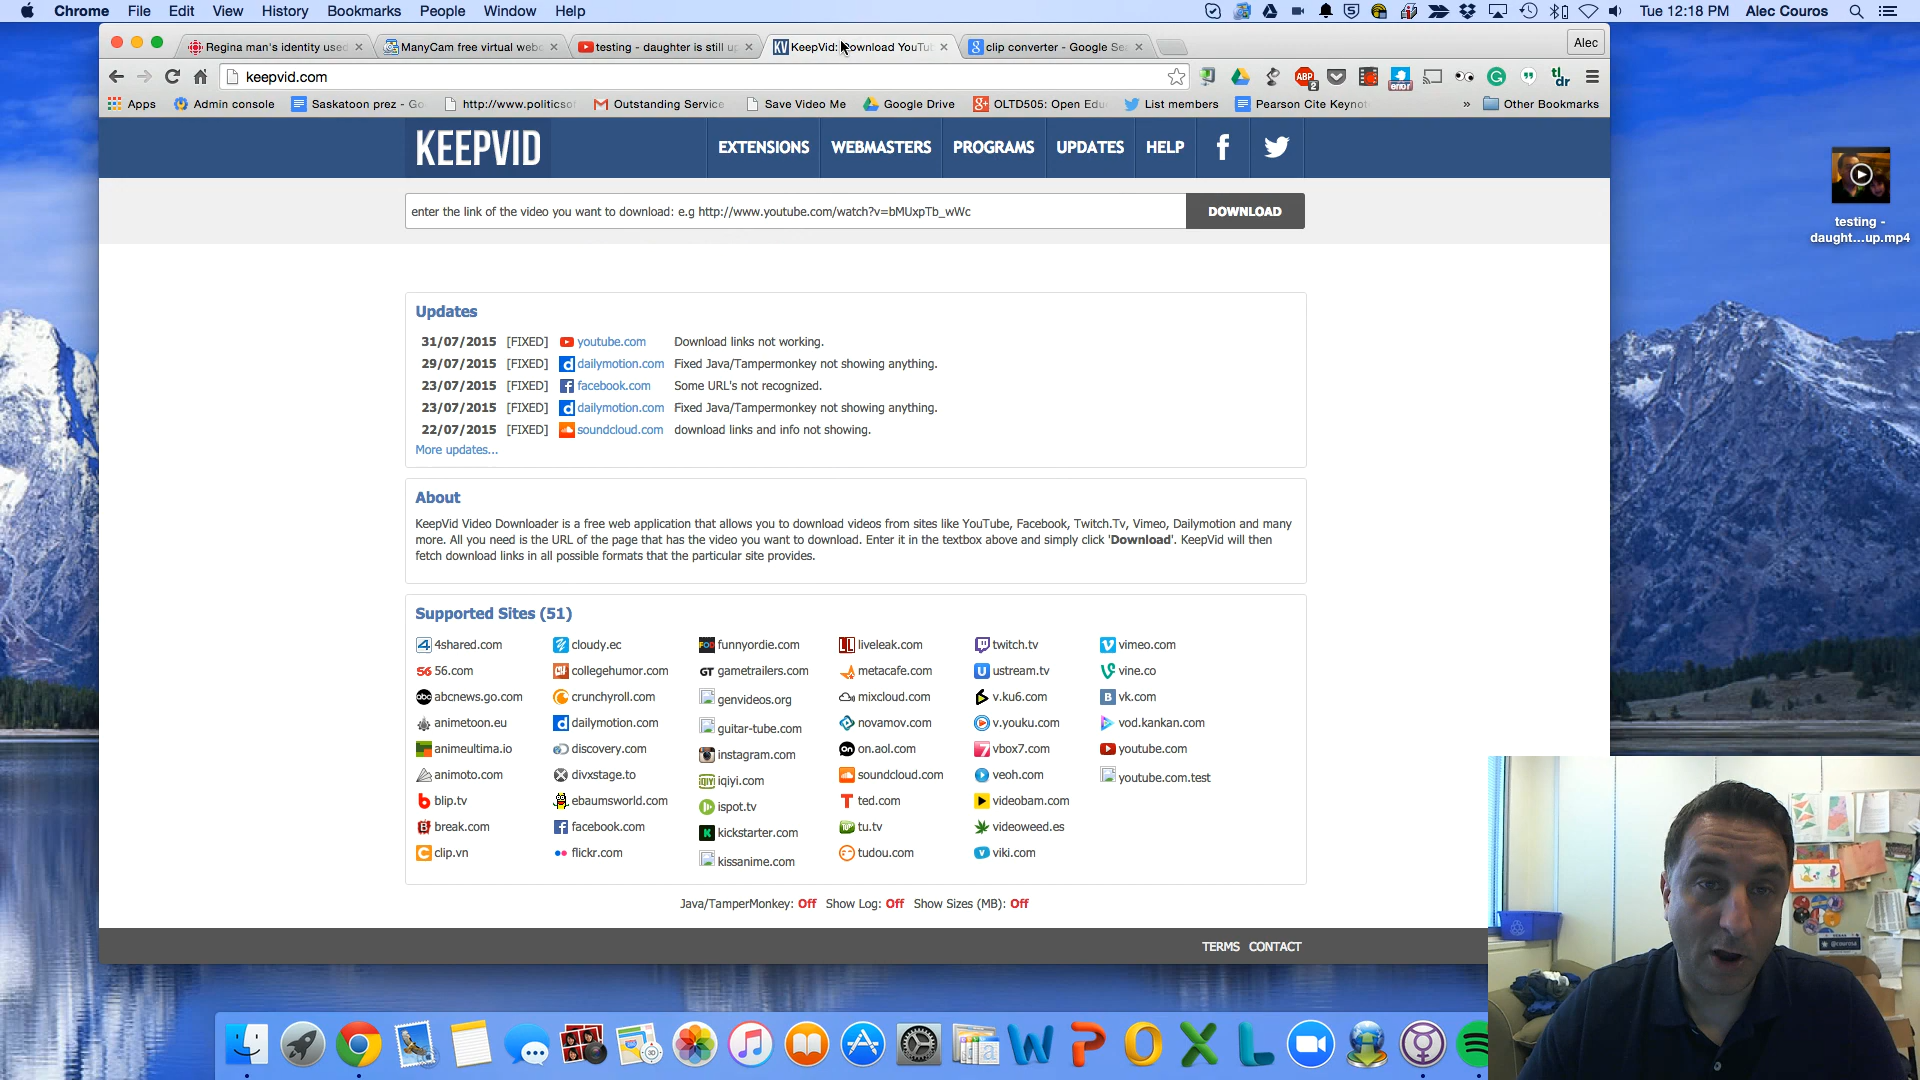 Chrome File Edit View History Bookmarks People Window Help Tue 12:18 PM Alec Couros
Regina man's identity used
ManyCam free virtual webc
testing - daughter is still up
KeepVid: Download YouTu
clip converter - Google Se
Alec
keepvid.com
Apps Admin console Saskatoon prez - Go http://www.politicso Outstanding Service Save Video Me Google Drive OLTD505: Open Edu List members Pearson Cite Keynot » Other Bookmarks
KEEPVID
EXTENSIONS WEBMASTERS PROGRAMS UPDATES HELP
enter the link of the video you want to download: e.g http://www.youtube.com/watch?v=bMUxpTb_wWc
DOWNLOAD
testing -
daught...up.mp4
Updates
31/07/2015 [FIXED] youtube.com Download links not working.
29/07/2015 [FIXED] dailymotion.com Fixed Java/Tampermonkey not showing anything.
23/07/2015 [FIXED] facebook.com Some URL's not recognized.
23/07/2015 [FIXED] dailymotion.com Fixed Java/Tampermonkey not showing anything.
22/07/2015 [FIXED] soundcloud.com download links and info not showing.
More updates...
About
KeepVid Video Downloader is a free web application that allows you to download videos from sites like YouTube, Facebook, Twitch.Tv, Vimeo, Dailymotion and many
more. All you need is the URL of the page that has the video you want to download. Enter it in the textbox above and simply click 'Download'. KeepVid will then
fetch download links in all possible formats that the particular site provides.
Supported Sites (51)
4shared.com cloudy.ec funnyordie.com liveleak.com twitch.tv vimeo.com
56.com collegehumor.com gametrailers.com metacafe.com ustream.tv vine.co
abcnews.go.com crunchyroll.com genvideos.org mixcloud.com v.ku6.com vk.com
animetoon.eu dailymotion.com guitar-tube.com novamov.com v.youku.com vod.kankan.com
animeultima.io discovery.com instagram.com on.aol.com vbox7.com youtube.com
animoto.com divxstage.to iqiyi.com soundcloud.com veoh.com youtube.com.test
blip.tv ebaumsworld.com ispot.tv ted.com videobam.com
break.com facebook.com kickstarter.com tu.tv videoweed.es
clip.vn flickr.com kissanime.com tudou.com viki.com
Java/TamperMonkey: Off Show Log: Off Show Sizes (MB): Off
TERMS CONTACT